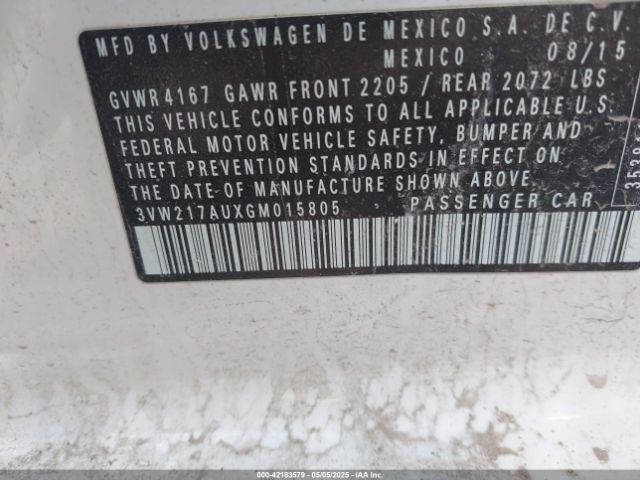 MFD BY VOLKSWAGEN DE MEXICO S.A. DE C.V.
MEXICO 08/15
GVWR 4167 GAWR FRONT 2205 / REAR 2072 LBS
THIS VEHICLE CONFORMS TO ALL APPLICABLE U.S.
FEDERAL MOTOR VEHICLE SAFETY, BUMPER AND
THEFT PREVENTION STANDARDS IN EFFECT ON
THE DATE OF MANUFACTURE SHOWN ABOVE.
3VW217AUXGM015805 PASSENGER CAR
000-42183579 05/05/2025 COPYRIGHT IAA, INC.